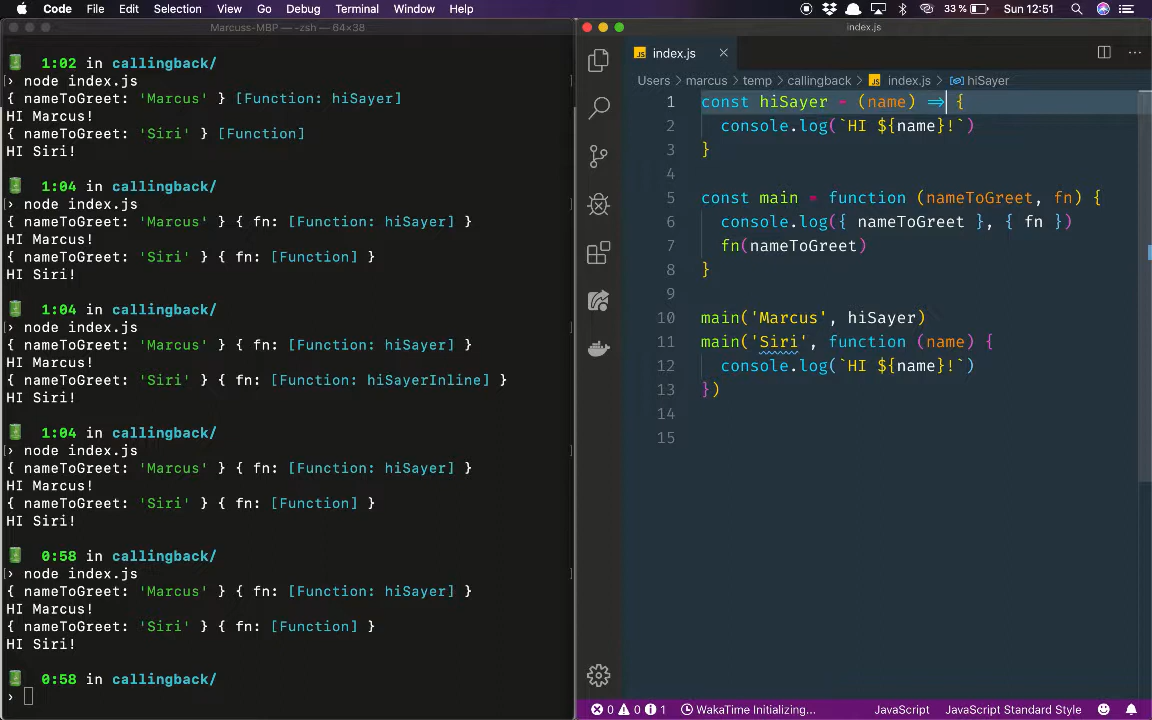 Code File Edit Selection View Go Debug Terminal Window Help 33 % Sun 12:51
Marcuss-MBP — -zsh — 64×38
1:02 in callingback/
[› node index.js ]
{ nameToGreet: 'Marcus' } [Function: hiSayer]
HI Marcus!
{ nameToGreet: 'Siri' } [Function]
HI Siri!
1:04 in callingback/
[› node index.js ]
{ nameToGreet: 'Marcus' } { fn: [Function: hiSayer] }
HI Marcus!
{ nameToGreet: 'Siri' } { fn: [Function] }
HI Siri!
1:04 in callingback/
[› node index.js ]
{ nameToGreet: 'Marcus' } { fn: [Function: hiSayer] }
HI Marcus!
{ nameToGreet: 'Siri' } { fn: [Function: hiSayerInline] }
HI Siri!
1:04 in callingback/
[› node index.js ]
{ nameToGreet: 'Marcus' } { fn: [Function: hiSayer] }
HI Marcus!
{ nameToGreet: 'Siri' } { fn: [Function] }
HI Siri!
0:58 in callingback/
[› node index.js ]
{ nameToGreet: 'Marcus' } { fn: [Function: hiSayer] }
HI Marcus!
{ nameToGreet: 'Siri' } { fn: [Function] }
HI Siri!
0:58 in callingback/
›
index.js
JS index.js ×
Users › marcus › temp › callingback › JS index.js › hiSayer
1 const hiSayer = (name) => {
2 console.log(`HI ${name}!`)
3 }
4
5 const main = function (nameToGreet, fn) {
6 console.log({ nameToGreet }, { fn })
7 fn(nameToGreet)
8 }
9
10 main('Marcus', hiSayer)
11 main('Siri', function (name) {
12 console.log(`HI ${name}!`)
13 })
14
15
0 0 1 WakaTime Initializing... JavaScript JavaScript Standard Style